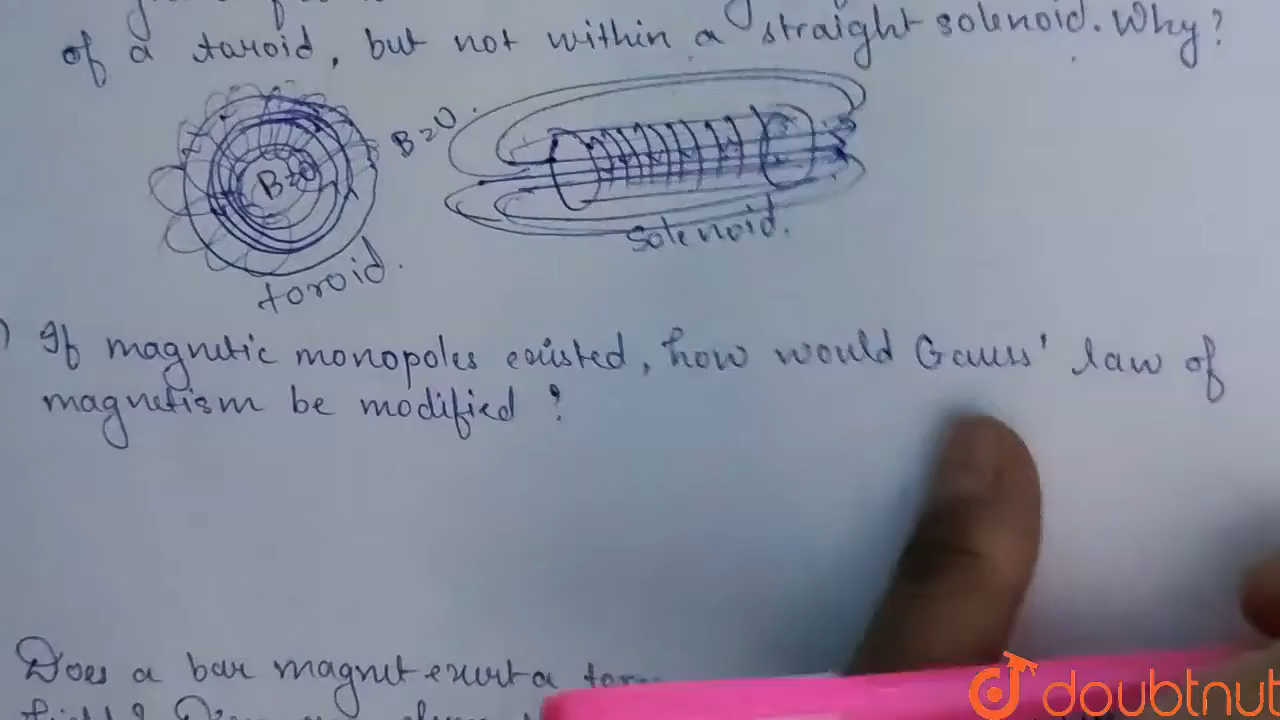 of a toroid, but not within a straight solenoid. Why?
B=0
B=0.
solenoid.
toroid.
) If magnetic monopoles existed, how would Gauss' law of
magnetism be modified ?
Does a bar magnet exert a
doubtnut